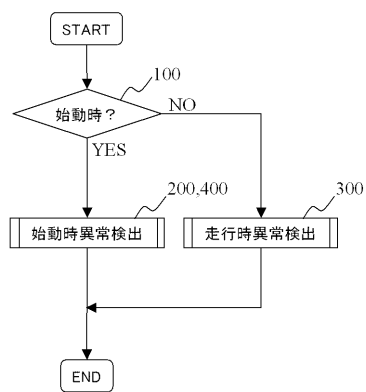 START
100
始動時？
NO
YES
200,400
300
始動時異常検出
走行時異常検出
END